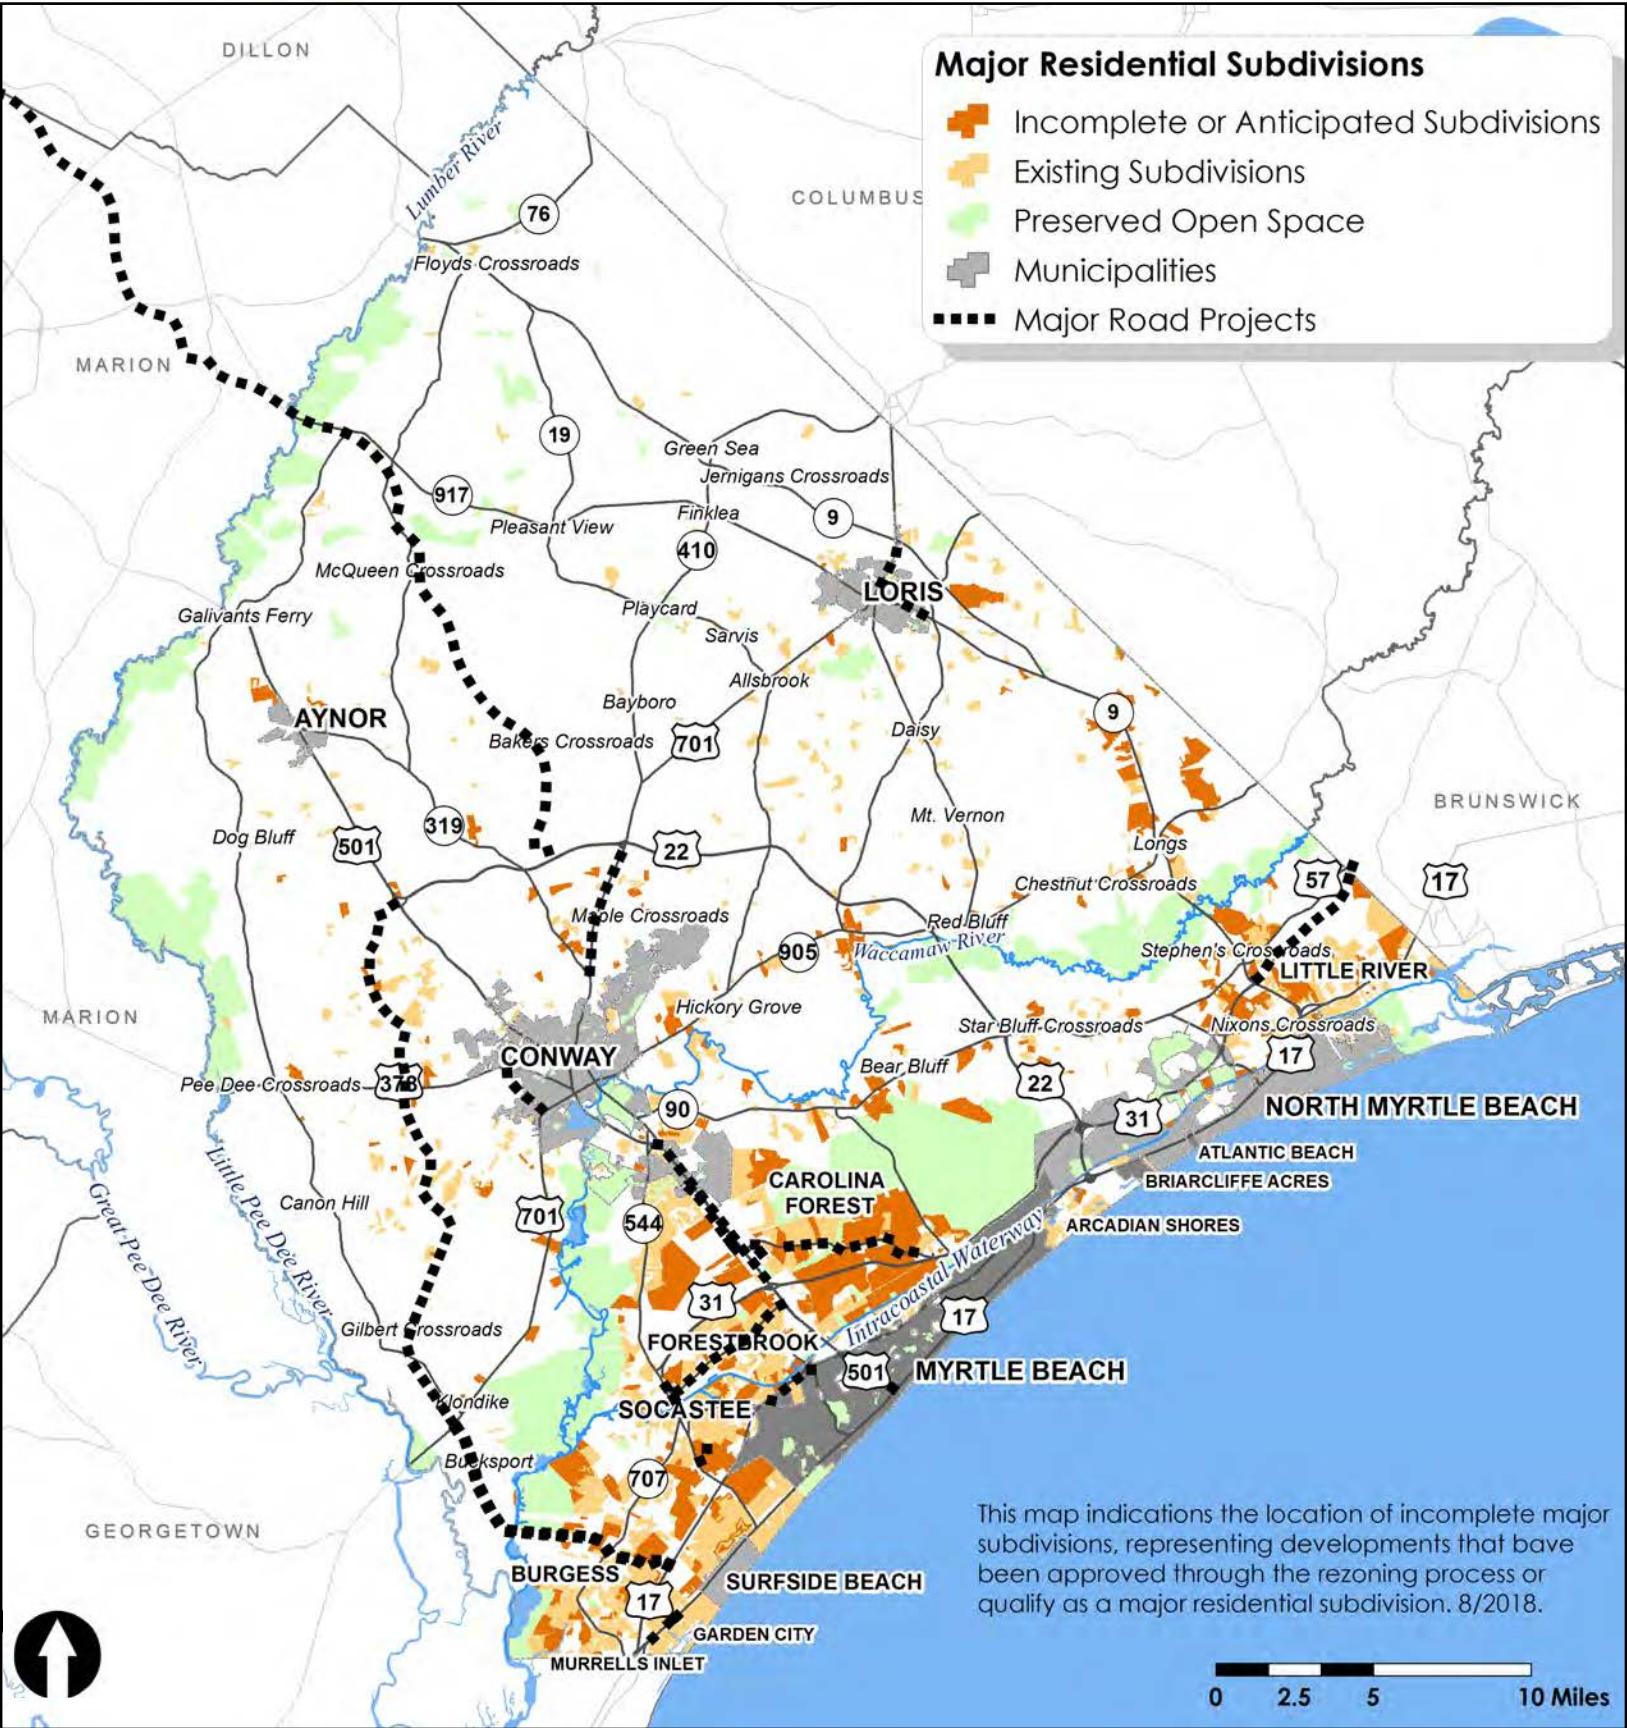 DILLON
Major Residential Subdivisions
Incomplete or Anticipated Subdivisions
Existing Subdivisions
Preserved Open Space
Municipalities
Major Road Projects
Lumber River
COLUMBUS
76
Floyds Crossroads
MARION
19
Green Sea
Jernigans Crossroads
917
Pleasant View
Finklea
9
410
McQueen Crossroads
LORIS
Galivants Ferry
Playcard
Sarvis
Allsbrook
Bayboro
AYNOR
9
Bakers Crossroads
701
Daisy
BRUNSWICK
319
Mt. Vernon
Dog Bluff
501
22
Longs
Chestnut Crossroads
57
17
Maple Crossroads
Red Bluff
905
Waccamaw River
Stephen's Crossroads
LITTLE RIVER
MARION
Hickory Grove
Star Bluff Crossroads
Nixons Crossroads
CONWAY
17
Bear Bluff
Pee Dee Crossroads
378
22
90
31
NORTH MYRTLE BEACH
ATLANTIC BEACH
CAROLINA
FOREST
BRIARCLIFFE ACRES
Canon Hill
701
544
ARCADIAN SHORES
Great Pee Dee River
Little Pee Dee River
Intracoastal Waterway
31
17
Gilbert Crossroads
FORESTBROOK
501
MYRTLE BEACH
Klondike
SOCASTEE
Bucksport
707
GEORGETOWN
This map indications the location of incomplete major
subdivisions, representing developments that bave
been approved through the rezoning process or
qualify as a major residential subdivision. 8/2018.
BURGESS
SURFSIDE BEACH
17
GARDEN CITY
MURRELLS INLET
0 2.5 5 10 Miles